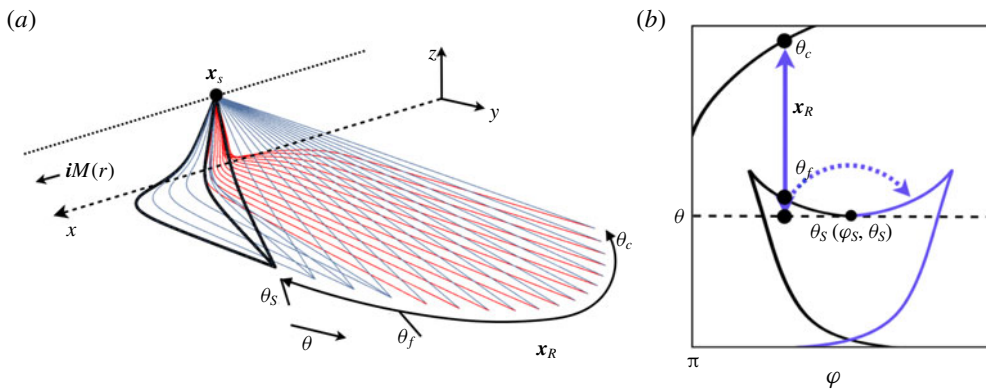 (a)
x_s
z
y
iM(r)
x
θ_S
θ
θ_f
x_R
θ_c
(b)
θ_c
x_R
θ_f
θ
θ_S (φ_S, θ_S)
π
φ